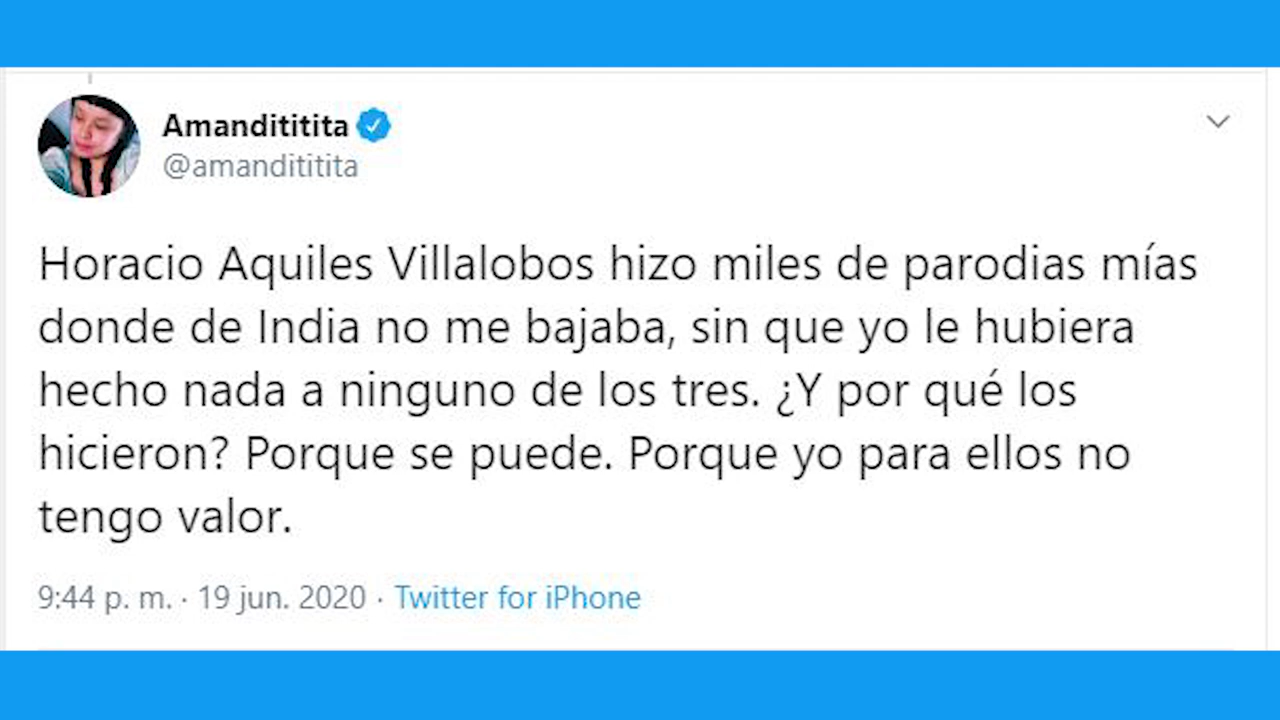 Amandititita
@amandititita
Horacio Aquiles Villalobos hizo miles de parodias mías
donde de India no me bajaba, sin que yo le hubiera
hecho nada a ninguno de los tres. ¿Y por qué los
hicieron? Porque se puede. Porque yo para ellos no
tengo valor.
9:44 p. m. · 19 jun. 2020 · Twitter for iPhone